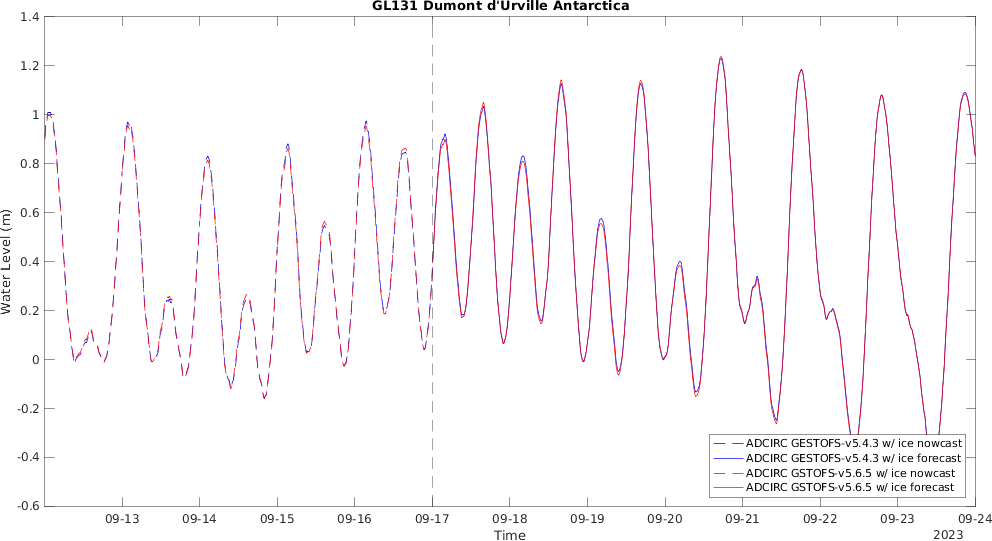 GL131 Dumont d'Urville Antarctica
1.4
1.2
1
0.8
0.6
0.4
0.2
0
-0.2
-0.4
-0.6
Water Level (m)
ADCIRC GESTOFS-v5.4.3 w/ ice nowcast
ADCIRC GESTOFS-v5.4.3 w/ ice forecast
ADCIRC GSTOFS-v5.6.5 w/ ice nowcast
ADCIRC GSTOFS-v5.6.5 w/ ice forecast
09-13 09-14 09-15 09-16 09-17 09-18 09-19 09-20 09-21 09-22 09-23 09-24
Time
2023